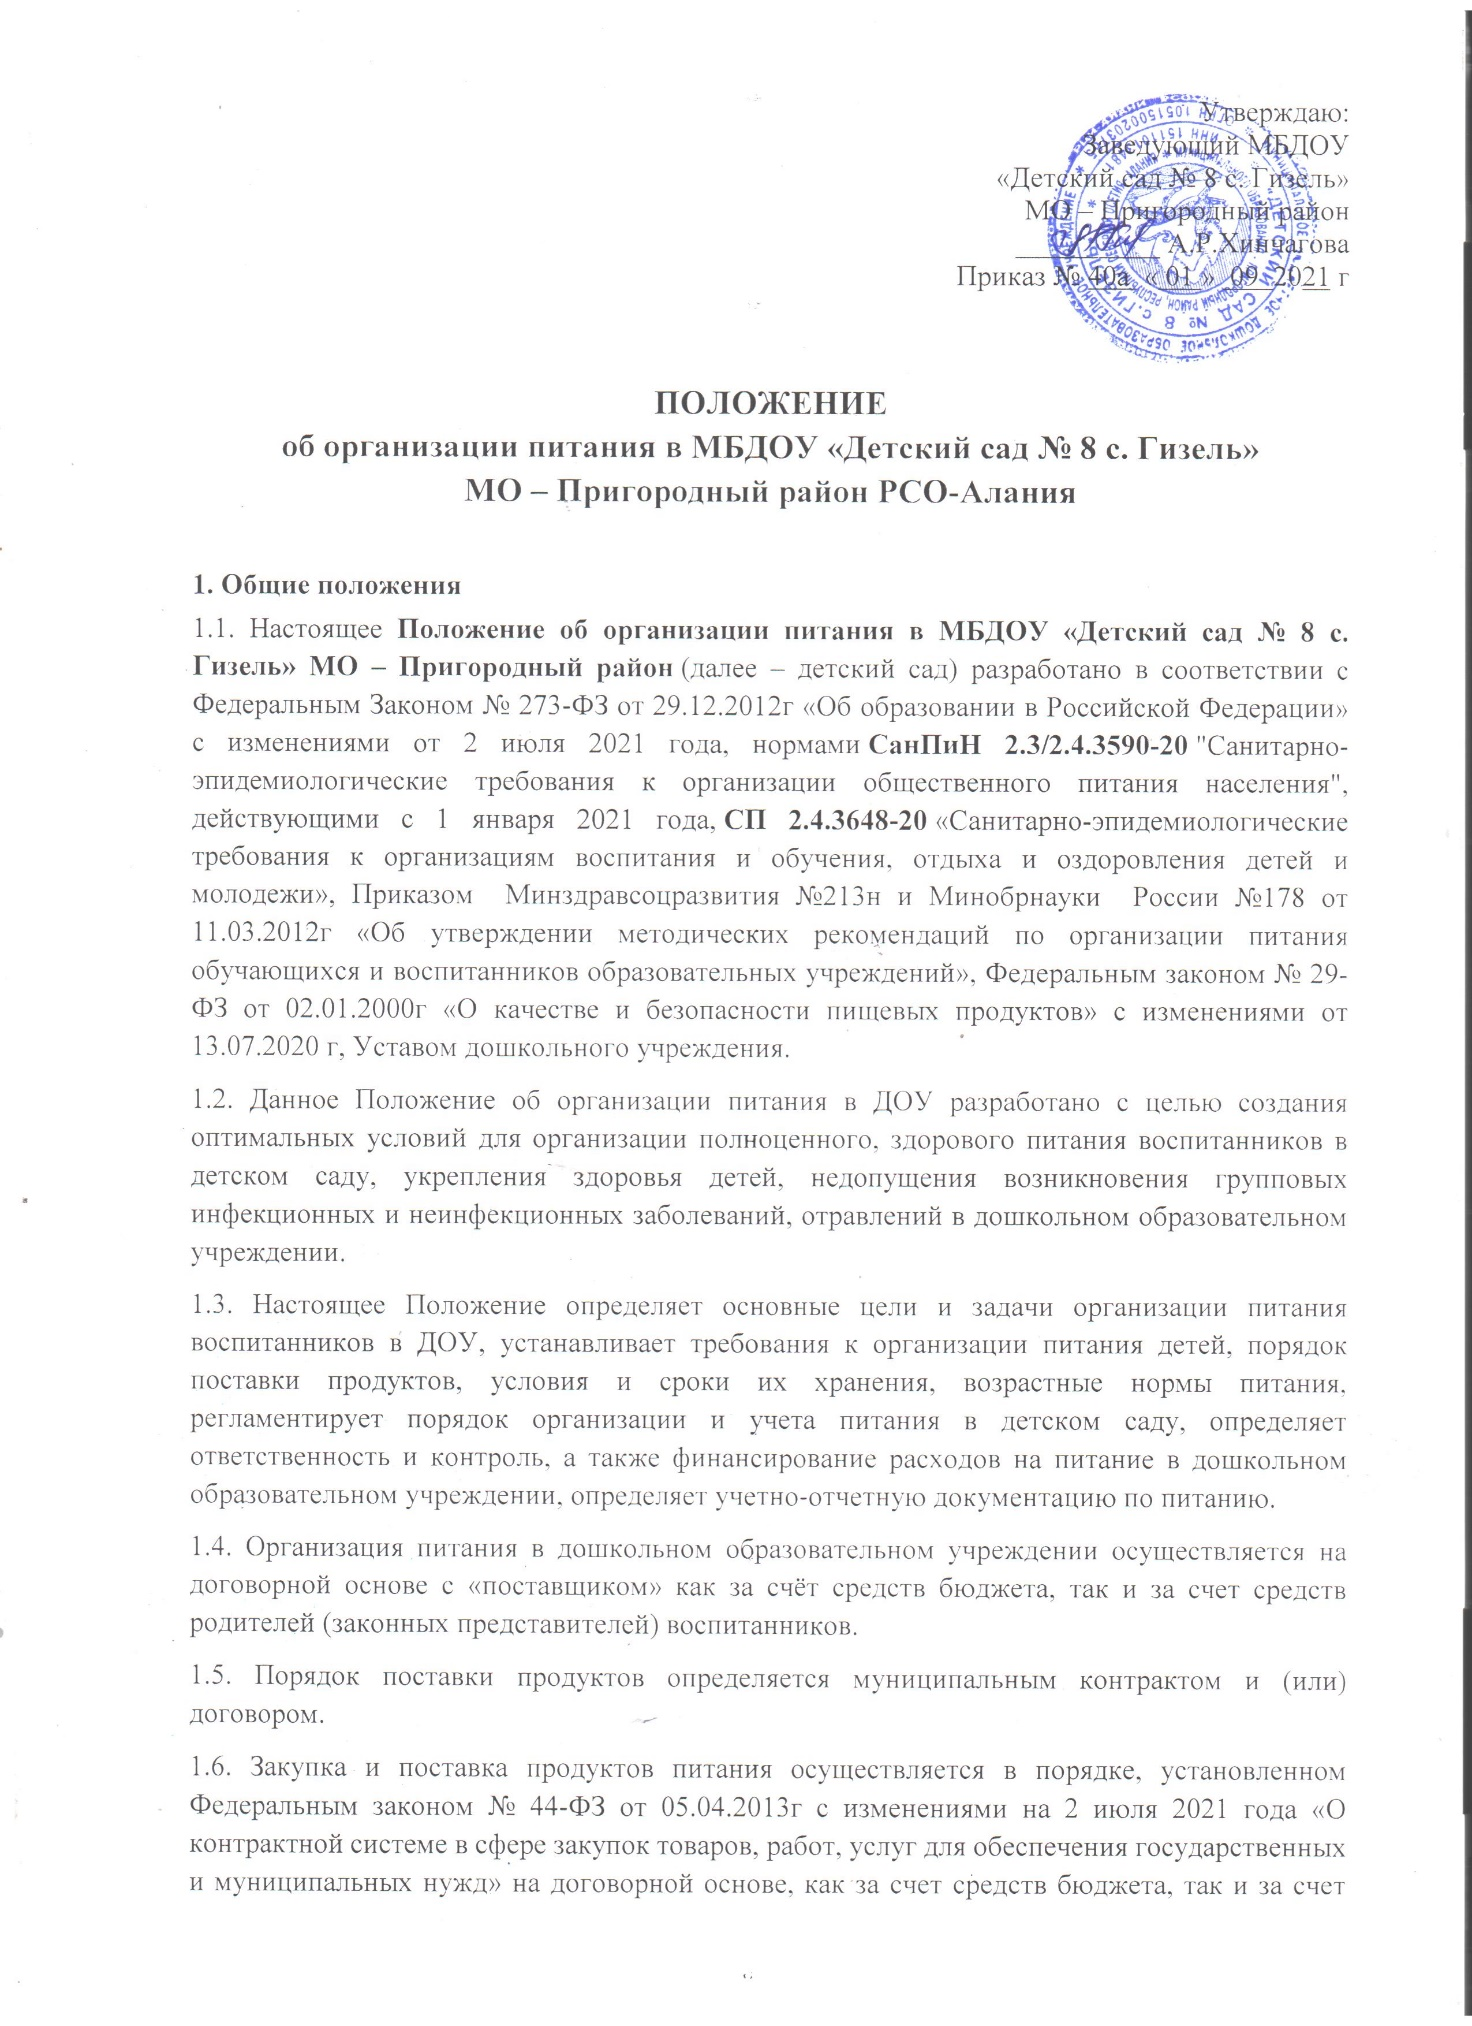 Утверждаю:
Заведующий МБДОУ
«Детский сад № 8 с. Гизель»
МО – Пригородный район
__________ А.Р.Хинчагова
Приказ № 40а « 01 » 09 2021 г
ПОЛОЖЕНИЕ
об организации питания в МБДОУ «Детский сад № 8 с. Гизель»
МО – Пригородный район РСО-Алания
1. Общие положения
1.1. Настоящее Положение об организации питания в МБДОУ «Детский сад № 8 с.
Гизель» МО – Пригородный район (далее – детский сад) разработано в соответствии с
Федеральным Законом № 273-ФЗ от 29.12.2012г «Об образовании в Российской Федерации»
с изменениями от 2 июля 2021 года, нормами СанПиН 2.3/2.4.3590-20 "Санитарно-
эпидемиологические требования к организации общественного питания населения",
действующими с 1 января 2021 года, СП 2.4.3648-20 «Санитарно-эпидемиологические
требования к организациям воспитания и обучения, отдыха и оздоровления детей и
молодежи», Приказом Минздравсоцразвития №213н и Минобрнауки России №178 от
11.03.2012г «Об утверждении методических рекомендаций по организации питания
обучающихся и воспитанников образовательных учреждений», Федеральным законом № 29-
ФЗ от 02.01.2000г «О качестве и безопасности пищевых продуктов» с изменениями от
13.07.2020 г, Уставом дошкольного учреждения.
1.2. Данное Положение об организации питания в ДОУ разработано с целью создания
оптимальных условий для организации полноценного, здорового питания воспитанников в
детском саду, укрепления здоровья детей, недопущения возникновения групповых
инфекционных и неинфекционных заболеваний, отравлений в дошкольном образовательном
учреждении.
1.3. Настоящее Положение определяет основные цели и задачи организации питания
воспитанников в ДОУ, устанавливает требования к организации питания детей, порядок
поставки продуктов, условия и сроки их хранения, возрастные нормы питания,
регламентирует порядок организации и учета питания в детском саду, определяет
ответственность и контроль, а также финансирование расходов на питание в дошкольном
образовательном учреждении, определяет учетно-отчетную документацию по питанию.
1.4. Организация питания в дошкольном образовательном учреждении осуществляется на
договорной основе с «поставщиком» как за счёт средств бюджета, так и за счет средств
родителей (законных представителей) воспитанников.
1.5. Порядок поставки продуктов определяется муниципальным контрактом и (или)
договором.
1.6. Закупка и поставка продуктов питания осуществляется в порядке, установленном
Федеральным законом № 44-ФЗ от 05.04.2013г с изменениями на 2 июля 2021 года «О
контрактной системе в сфере закупок товаров, работ, услуг для обеспечения государственных
и муниципальных нужд» на договорной основе, как за счет средств бюджета, так и за счет